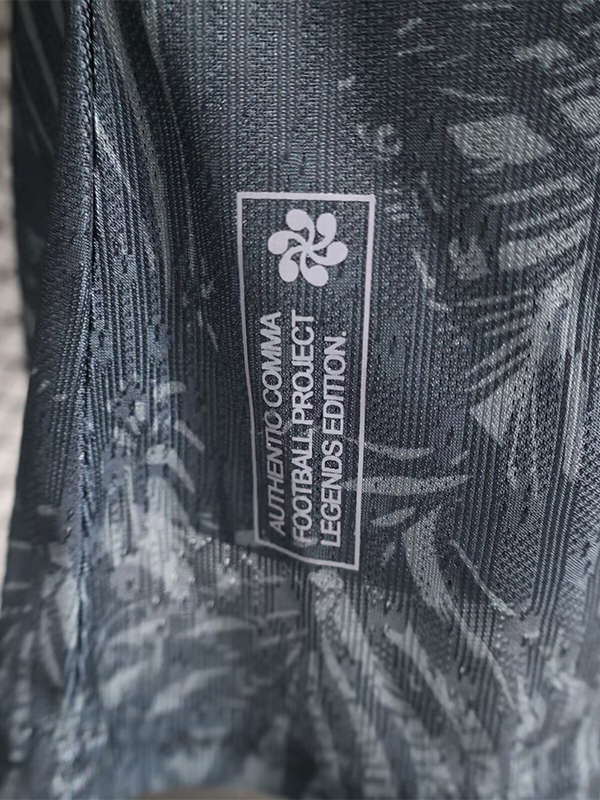 AUTHENTIC COMMA
FOOTBALL PROJECT
LEGENDS EDITION.